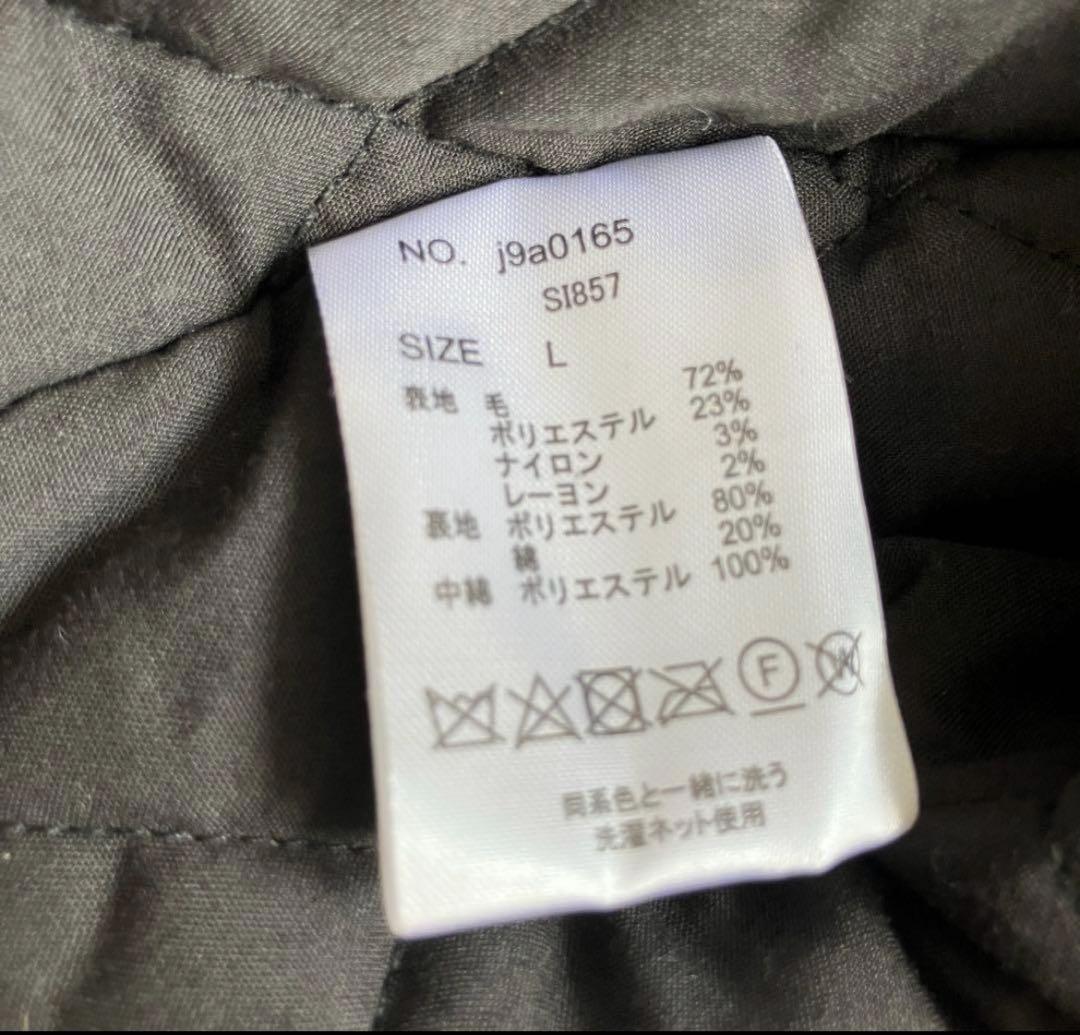 NO. j9a0165
SI857
SIZE L
表地 毛 72%
ポリエステル 23%
ナイロン 3%
レーヨン 2%
裏地 ポリエステル 80%
綿 20%
中綿 ポリエステル 100%
F W
同系色と一緒に洗う
洗濯ネット使用